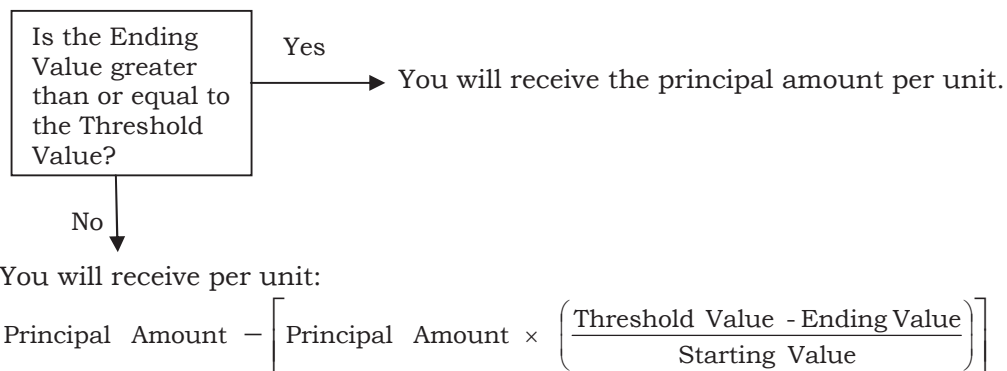 Is the Ending
Value greater
than or equal to
the Threshold
Value?
Yes
You will receive the principal amount per unit.
No
You will receive per unit:
Principal Amount − [ Principal Amount × ( Threshold Value - Ending Value / Starting Value ) ]